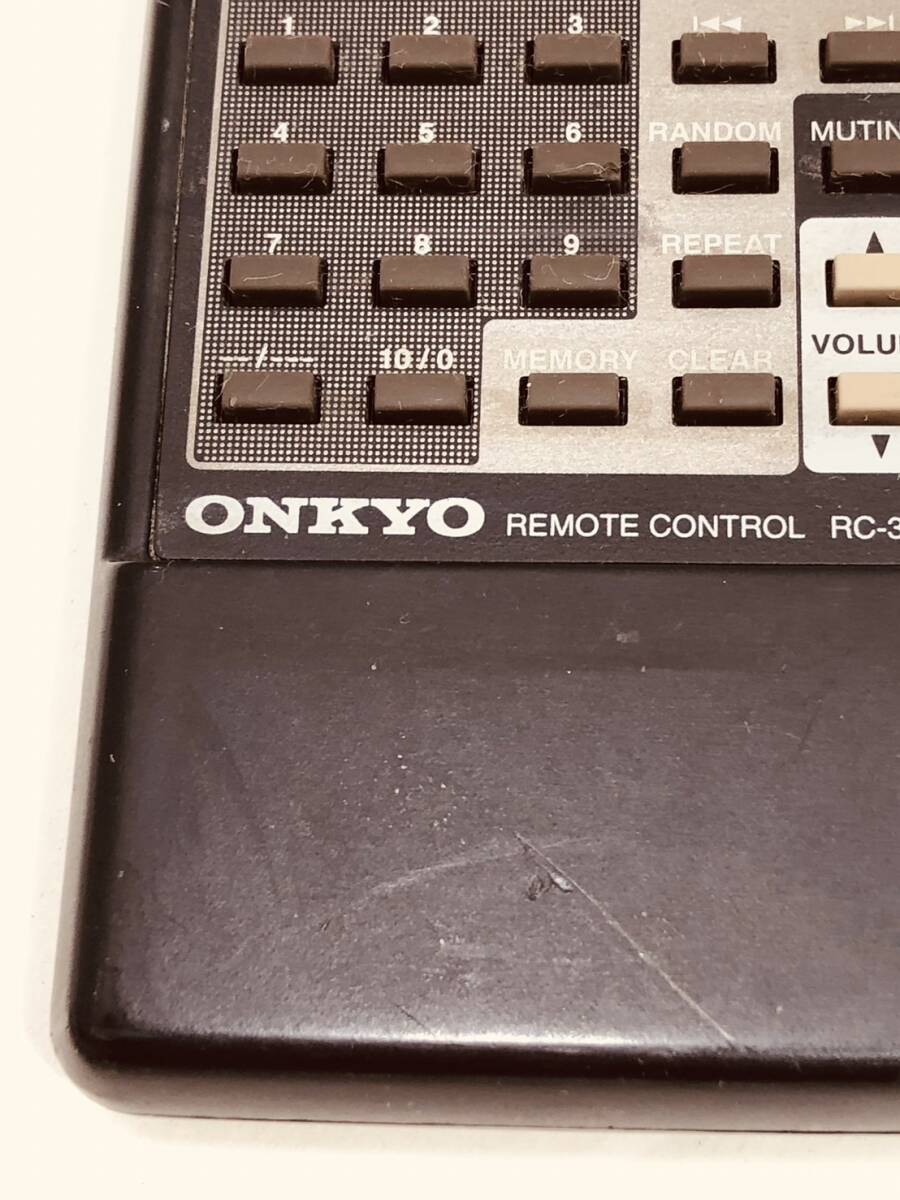 1 2 3 |◀◀ ▶▶|
4 5 6 RANDOM MUTIN
7 8 9 REPEAT ▲
--/--- 10/0 MEMORY CLEAR VOLU
▼
ONKYO REMOTE CONTROL RC-3